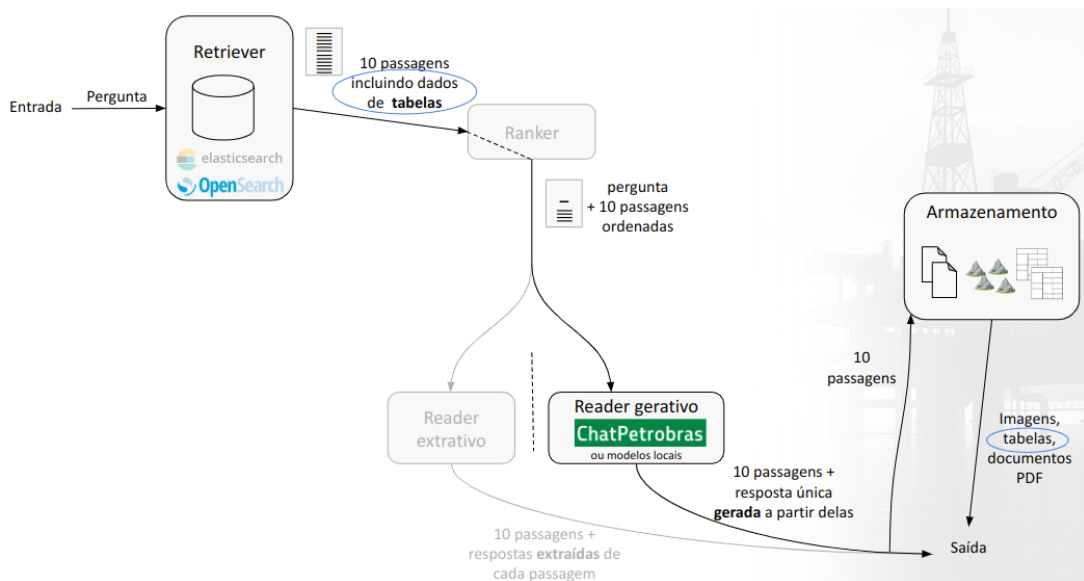 Retriever
Entrada
Pergunta
elasticsearch
OpenSearch
10 passagens
incluindo dados
de tabelas
Ranker
pergunta
+ 10 passagens
ordenadas
Armazenamento
10
passagens
Reader
extrativo
Reader gerativo
ChatPetrobras
ou modelos locais
Imagens,
tabelas,
documentos
PDF
10 passagens +
resposta única
gerada a partir delas
10 passagens +
respostas extraídas de
cada passagem
Saída